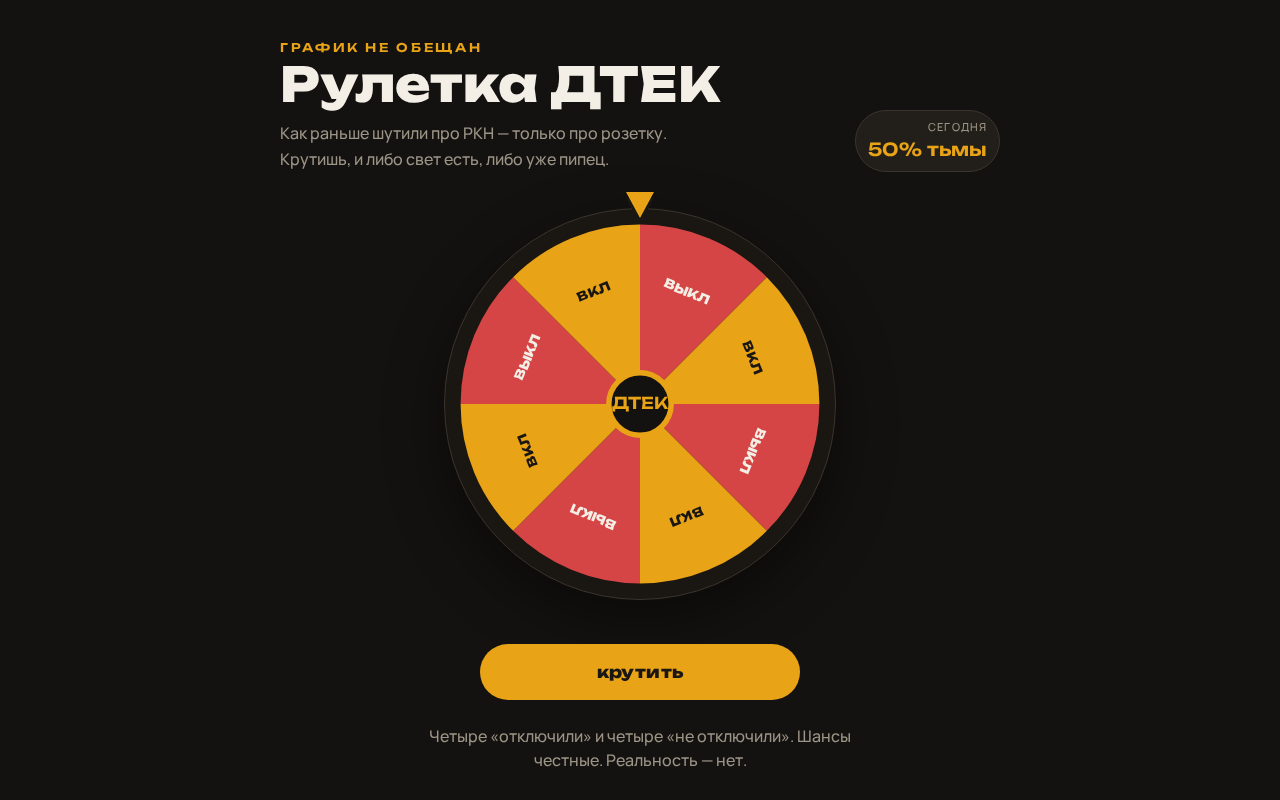 ГРАФИК НЕ ОБЕЩАН
Рулетка ДТЕК
Как раньше шутили про РКН — только про розетку.
Крутишь, и либо свет есть, либо уже пипец.
СЕГОДНЯ
50% тьмы
ВКЛ
ВЫКЛ
ВЫКЛ
ВКЛ
ДТЕК
ВКЛ
ВЫКЛ
ВЫКЛ
ВКЛ
крутить
Четыре «отключили» и четыре «не отключили». Шансы
честные. Реальность — нет.